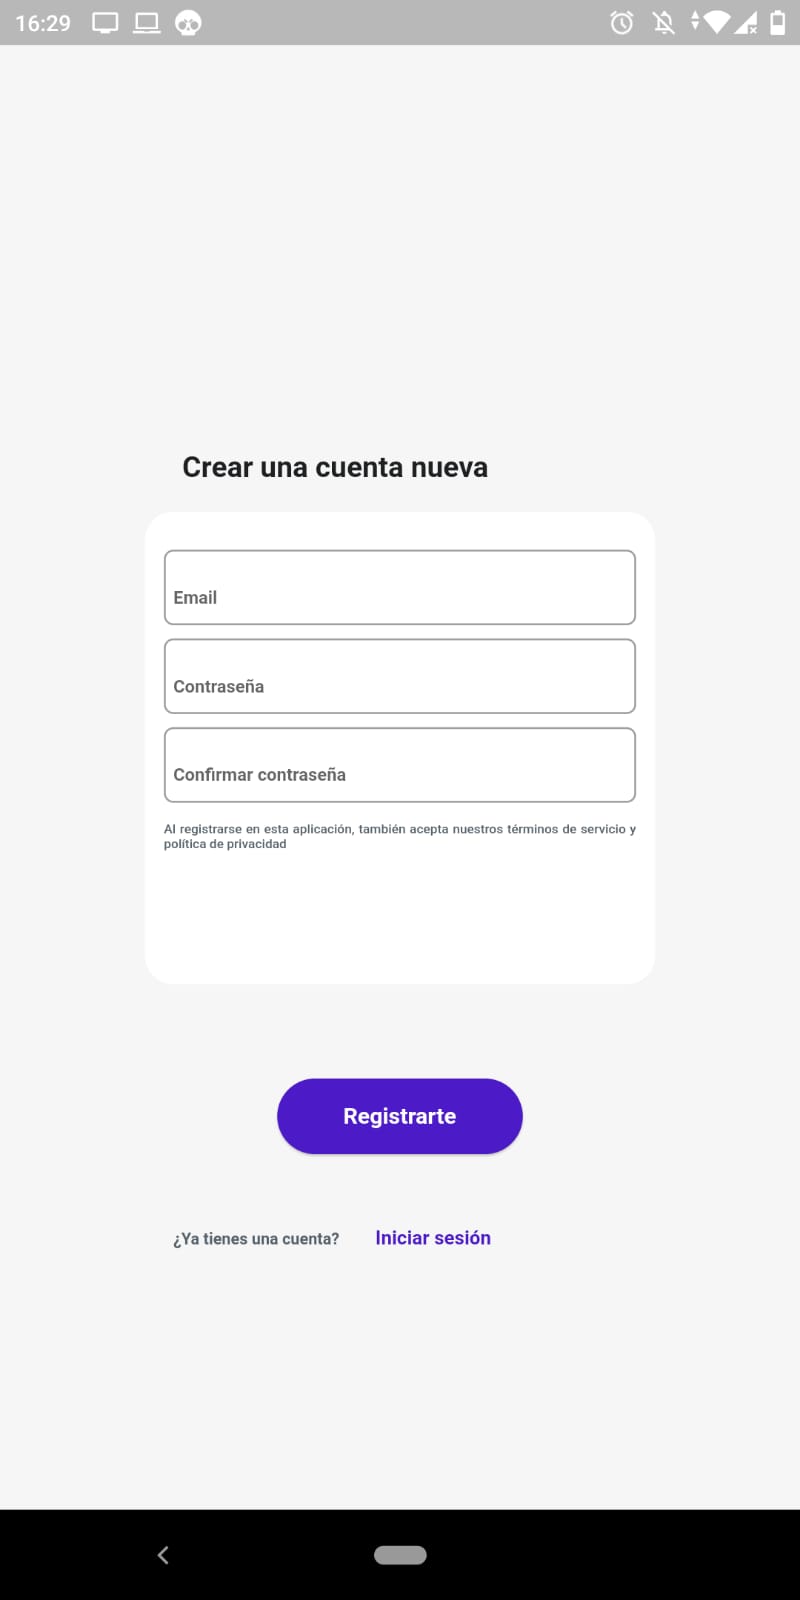 16:29
Crear una cuenta nueva
Email
Contraseña
Confirmar contraseña
Al registrarse en esta aplicación, también acepta nuestros términos de servicio y
política de privacidad
Registrarte
¿Ya tienes una cuenta? Iniciar sesión